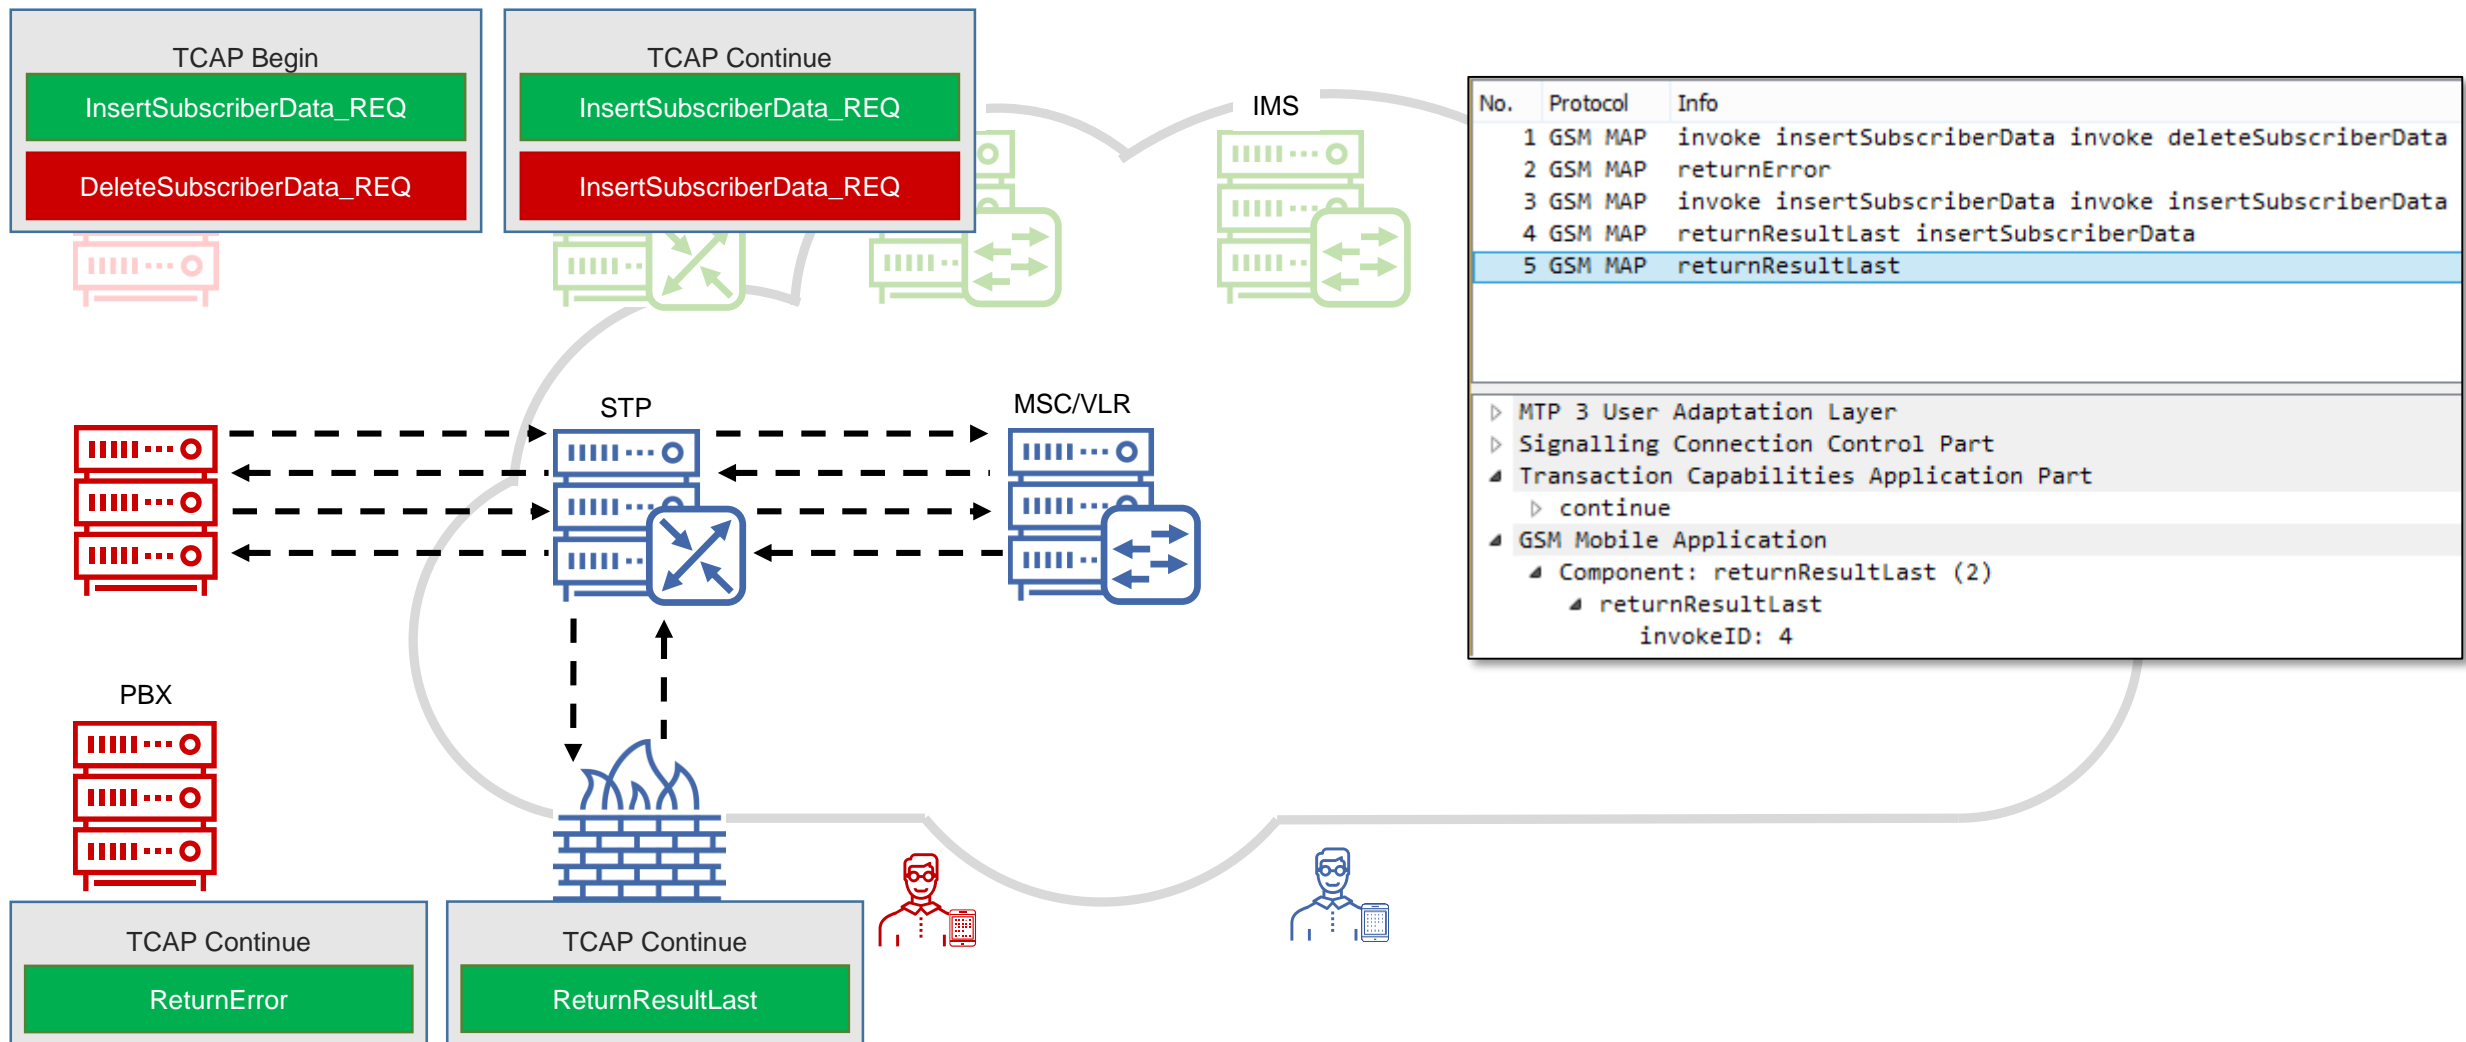 TCAP Begin
InsertSubscriberData_REQ
DeleteSubscriberData_REQ
TCAP Continue
InsertSubscriberData_REQ
InsertSubscriberData_REQ
IMS
No. Protocol Info
1 GSM MAP invoke insertSubscriberData invoke deleteSubscriberData
2 GSM MAP returnError
3 GSM MAP invoke insertSubscriberData invoke insertSubscriberData
4 GSM MAP returnResultLast insertSubscriberData
5 GSM MAP returnResultLast
MTP 3 User Adaptation Layer
Signalling Connection Control Part
Transaction Capabilities Application Part
continue
GSM Mobile Application
Component: returnResultLast (2)
returnResultLast
invokeID: 4
STP
MSC/VLR
PBX
TCAP Continue
ReturnError
TCAP Continue
ReturnResultLast